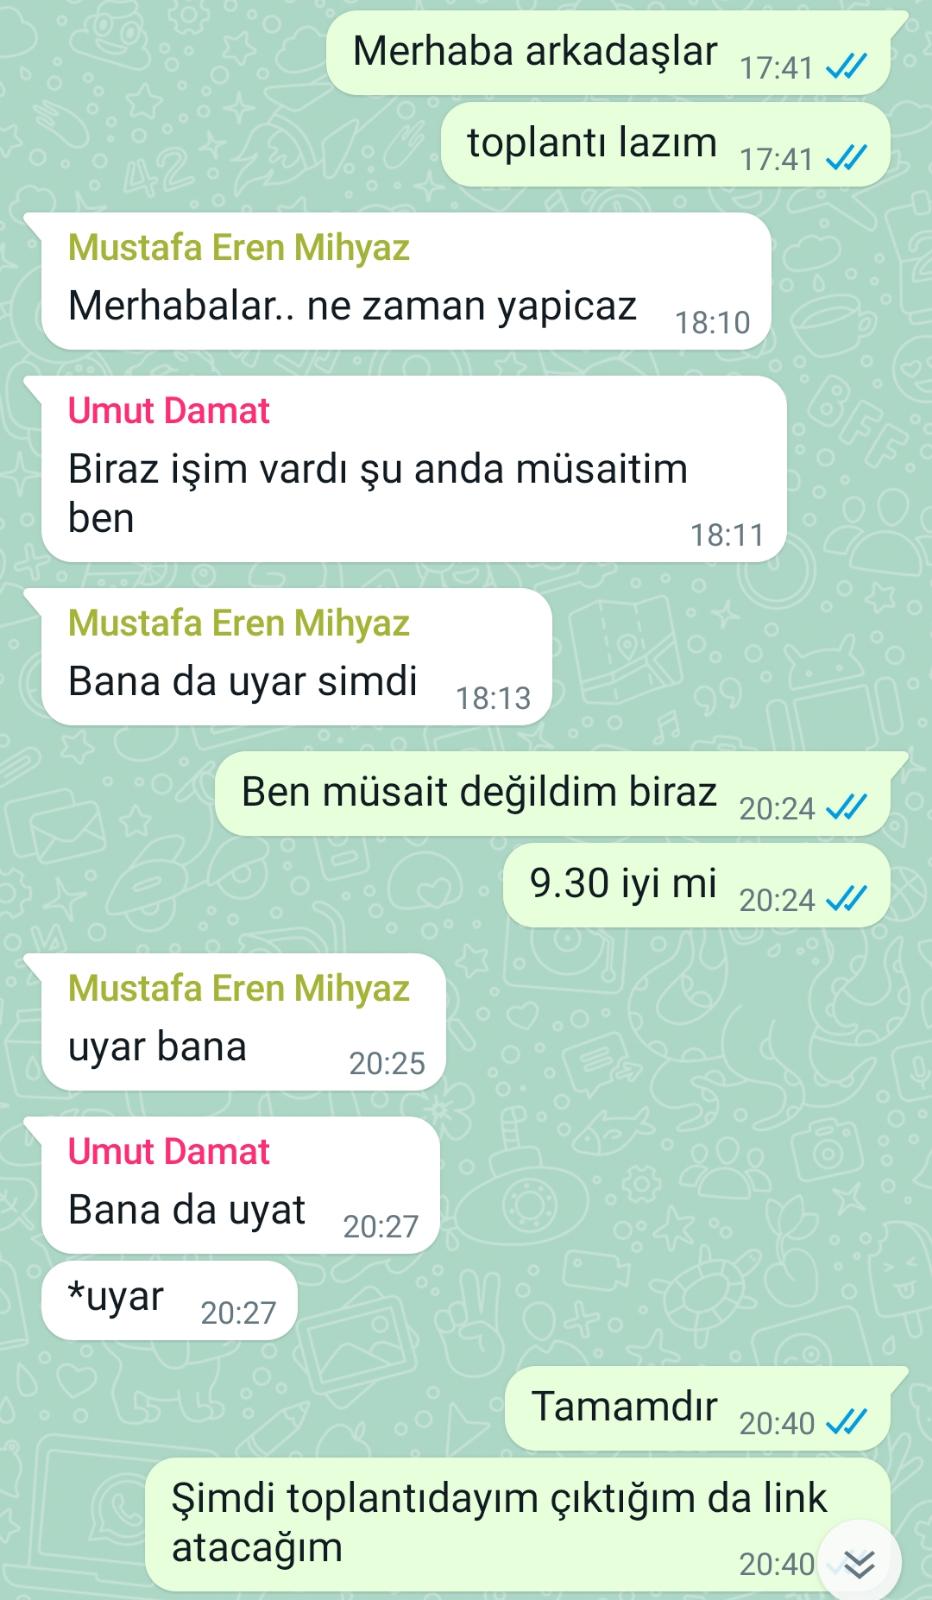 Merhaba arkadaşlar 17:41
toplantı lazım 17:41
Mustafa Eren Mihyaz
Merhabalar.. ne zaman yapicaz 18:10
Umut Damat
Biraz işim vardı şu anda müsaitim
ben 18:11
Mustafa Eren Mihyaz
Bana da uyar simdi 18:13
Ben müsait değildim biraz 20:24
9.30 iyi mi 20:24
Mustafa Eren Mihyaz
uyar bana 20:25
Umut Damat
Bana da uyat 20:27
*uyar 20:27
Tamamdır 20:40
Şimdi toplantıdayım çıktığım da link
atacağım 20:40